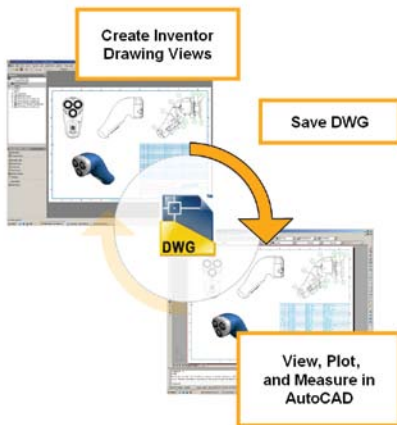 Create Inventor
Drawing Views
Save DWG
DWG
View, Plot,
and Measure in
AutoCAD